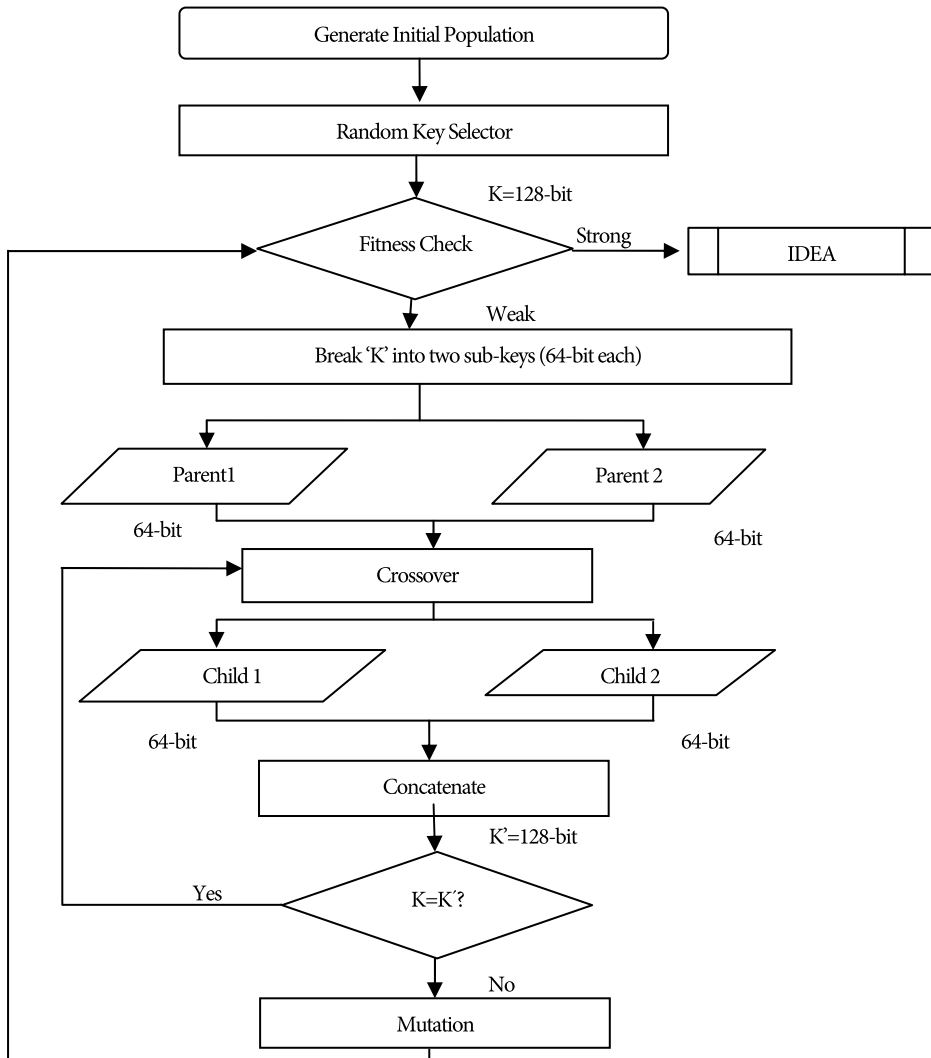 Generate Initial Population
Random Key Selector
K=128-bit
Fitness Check
Strong
IDEA
Weak
Break ‘K’ into two sub-keys (64-bit each)
Parent1
Parent 2
64-bit
64-bit
Crossover
Child 1
Child 2
64-bit
64-bit
Concatenate
K’=128-bit
Yes
K=K´?
No
Mutation